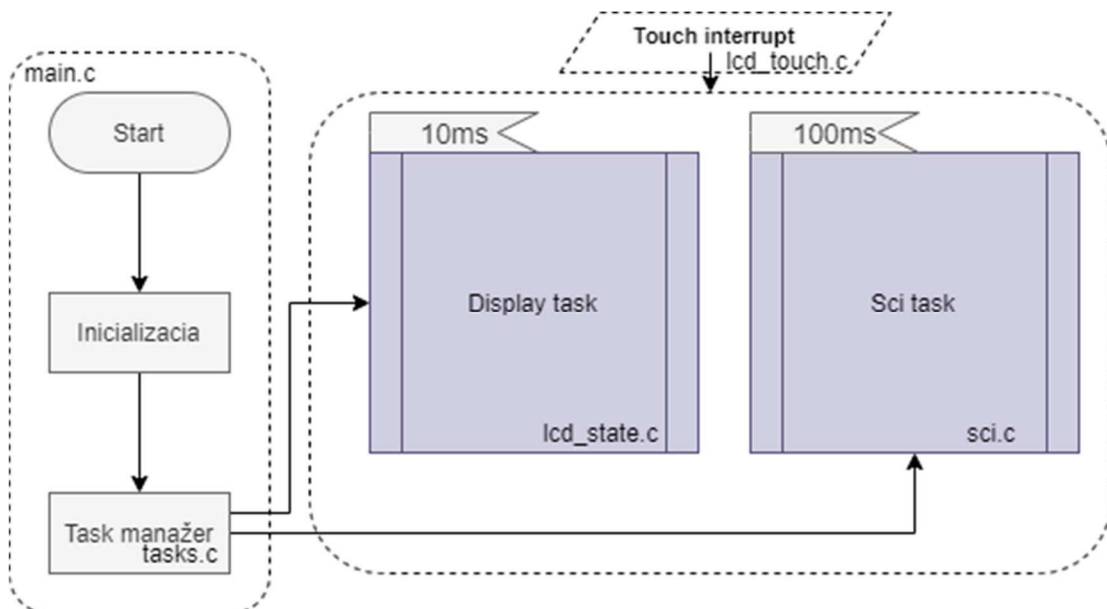 main.c
Start
Inicializacia
Task manažer
tasks.c
Touch interrupt
lcd_touch.c
10ms
Display task
lcd_state.c
100ms
Sci task
sci.c